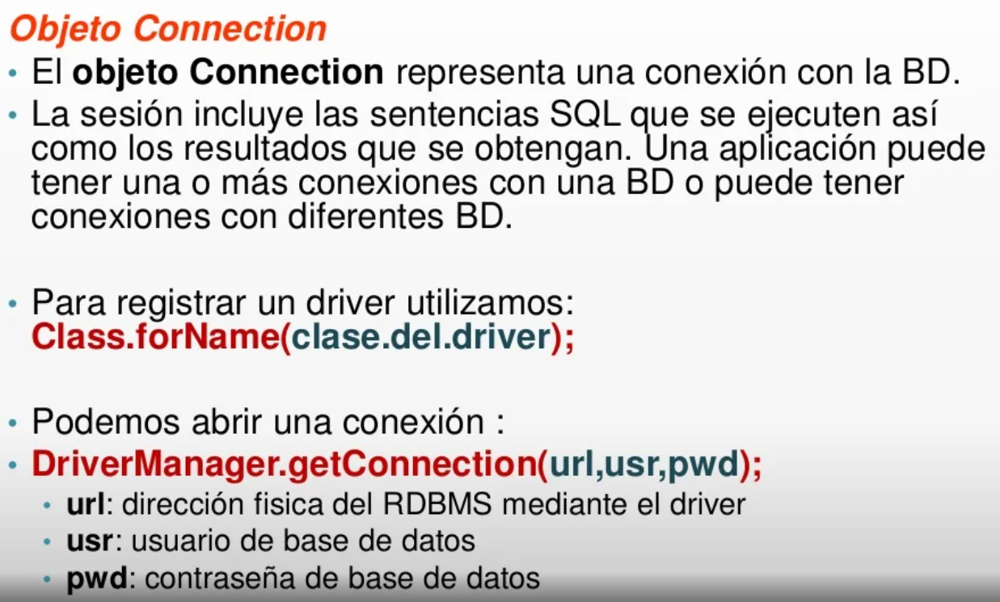 Objeto Connection
• El objeto Connection representa una conexión con la BD.
• La sesión incluye las sentencias SQL que se ejecuten así
como los resultados que se obtengan. Una aplicación puede
tener una o más conexiones con una BD o puede tener
conexiones con diferentes BD.
• Para registrar un driver utilizamos:
Class.forName(clase.del.driver);
• Podemos abrir una conexión :
• DriverManager.getConnection(url,usr,pwd);
• url: dirección fisica del RDBMS mediante el driver
• usr: usuario de base de datos
• pwd: contraseña de base de datos